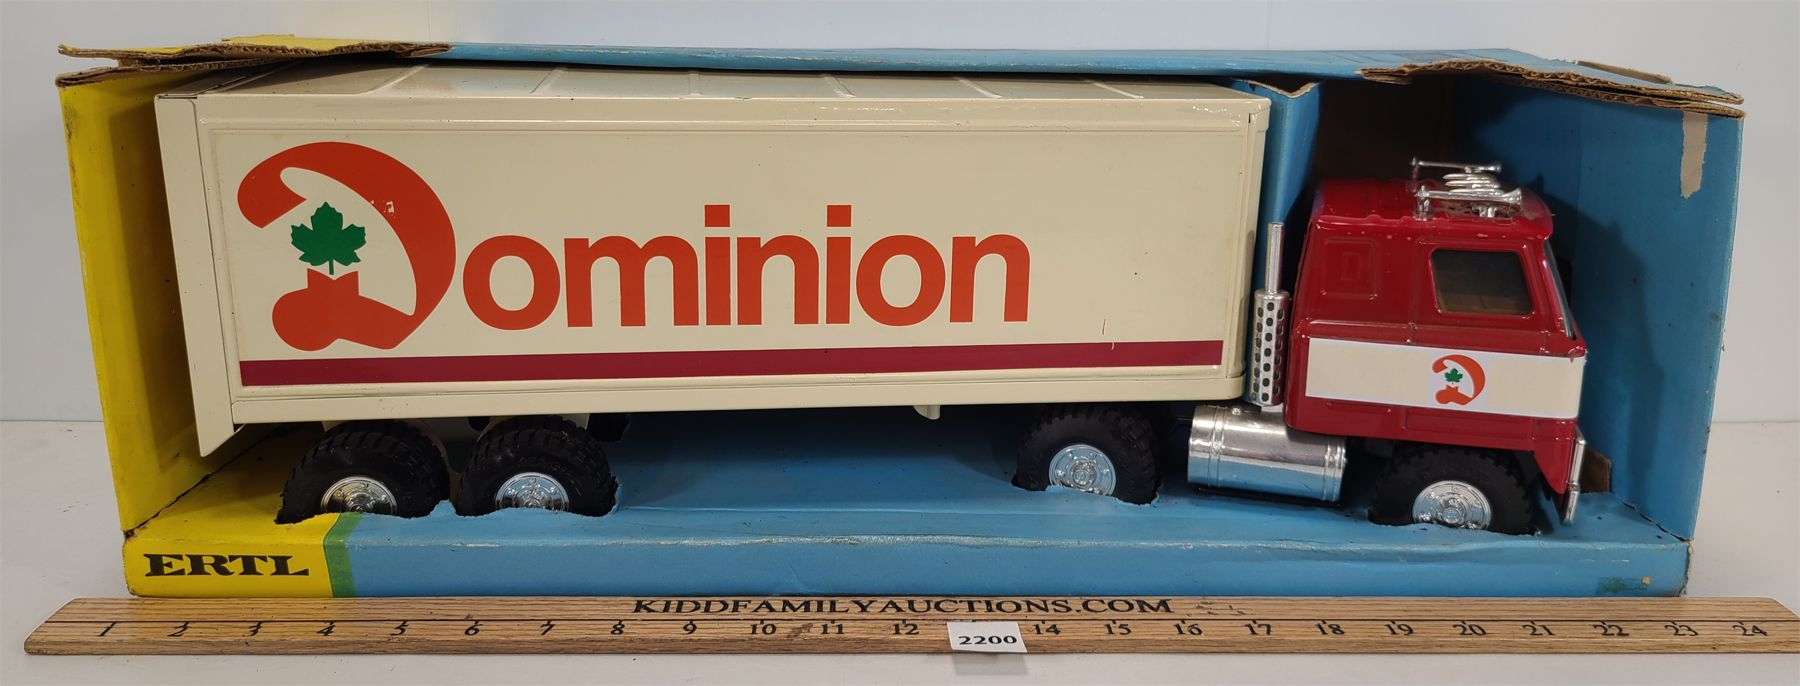 Dominion
ERTL
KIDDFAMILYAUCTIONS.COM
1 2 3 4 5 6 7 8 9 10 11 12 14 15 16 17 18 19 20 21 22 23 24
2200